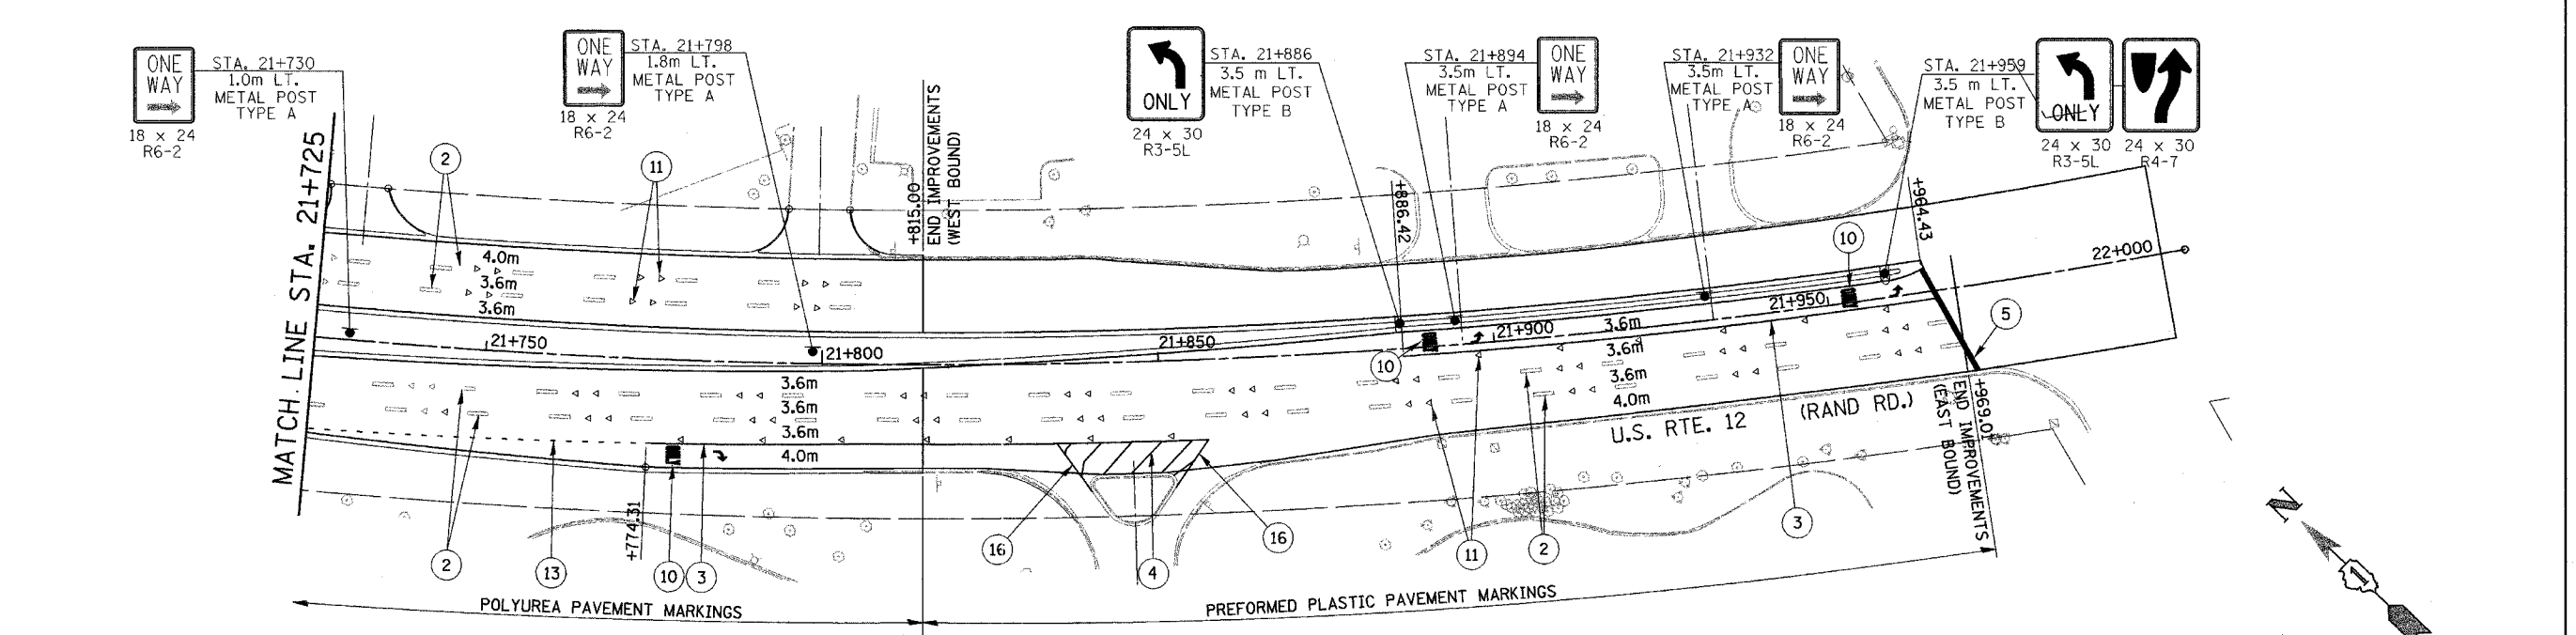 ONE
WAY
18 x 24
R6-2
STA. 21+730
1.0m LT.
METAL POST
TYPE A
ONE
WAY
18 x 24
R6-2
STA. 21+798
1.8m LT.
METAL POST
TYPE A
ONLY
24 x 30
R3-5L
STA. 21+886
3.5 m LT.
METAL POST
TYPE B
STA. 21+894
3.5m LT.
METAL POST
TYPE A
ONE
WAY
18 x 24
R6-2
STA. 21+932
3.5m LT.
METAL POST
TYPE A
ONE
WAY
18 x 24
R6-2
STA. 21+959
3.5 m LT.
METAL POST
TYPE B
ONLY
24 x 30
R3-5L
24 x 30
R4-7
MATCH LINE STA. 21+725
2
11
+815.00
END IMPROVEMENTS
(WEST BOUND)
+886.42
+964.43
10
22+000
4.0m
3.6m
3.6m
21+750
21+800
21+850
21+900
21+950
3.6m
3.6m
3.6m
4.0m
5
10
3.6m
3.6m
3.6m
4.0m
U.S. RTE. 12
(RAND RD.)
+969.01
END IMPROVEMENTS
(EAST BOUND)
+774.31
ONLY
2
13
10
3
16
4
16
11
2
3
N
POLYUREA PAVEMENT MARKINGS
PREFORMED PLASTIC PAVEMENT MARKINGS